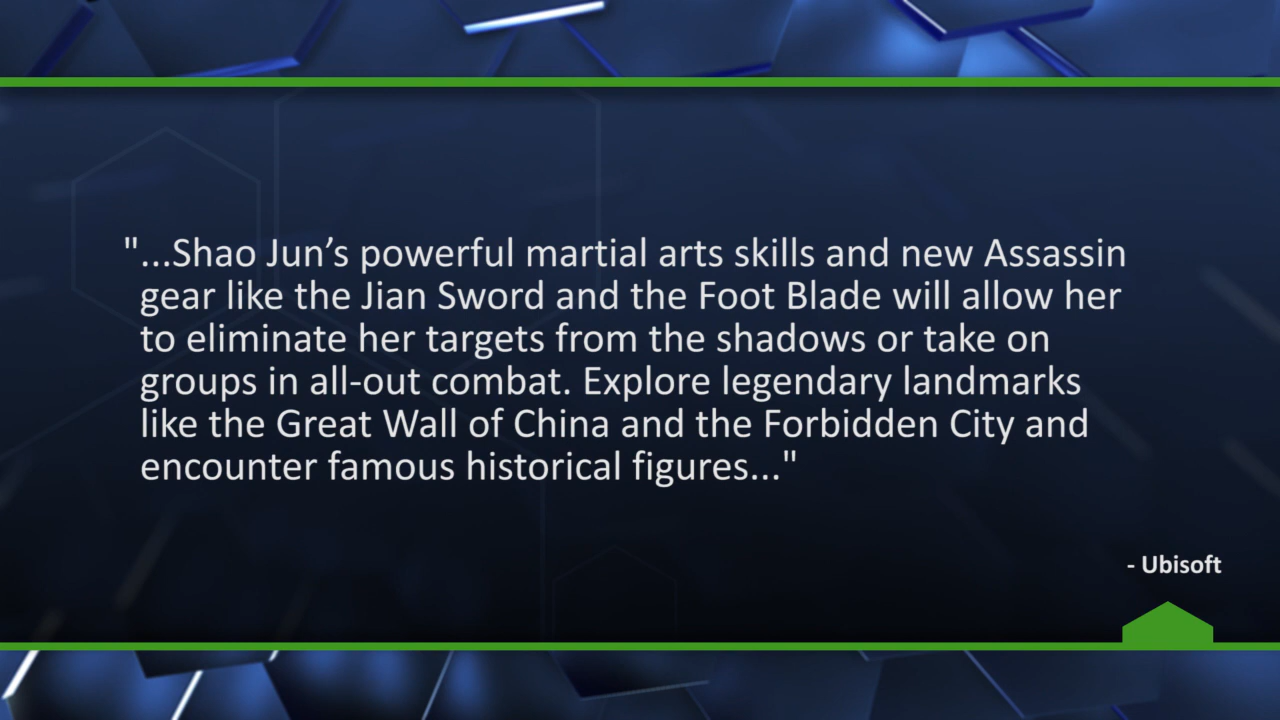 "...Shao Jun’s powerful martial arts skills and new Assassin
gear like the Jian Sword and the Foot Blade will allow her
to eliminate her targets from the shadows or take on
groups in all-out combat. Explore legendary landmarks
like the Great Wall of China and the Forbidden City and
encounter famous historical figures..."
- Ubisoft